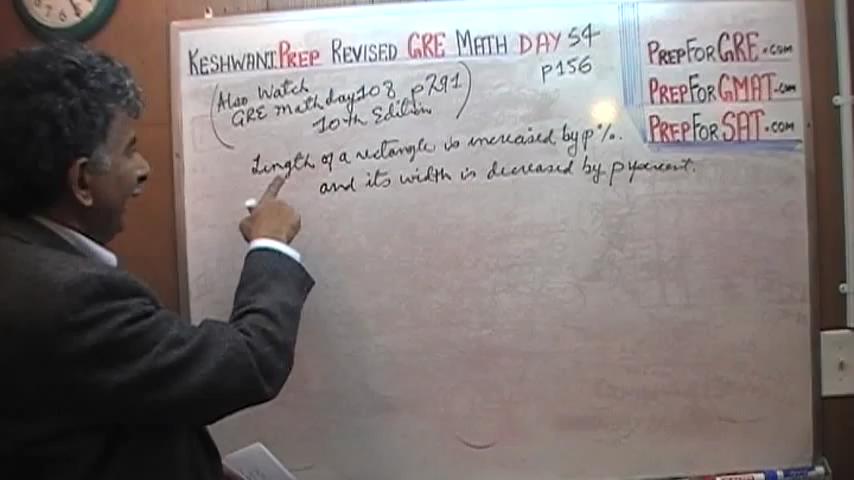 KESHWANI PREP REVISED GRE MATH DAY 54
p156
(Also Watch
GRE Math day 108 p291
10th Edition)
PREPFORGRE.com
PREPFORGMAT.com
PREPFORSAT.com
Length of a rectangle is increased by p%.
and its width is decreased by p percent.